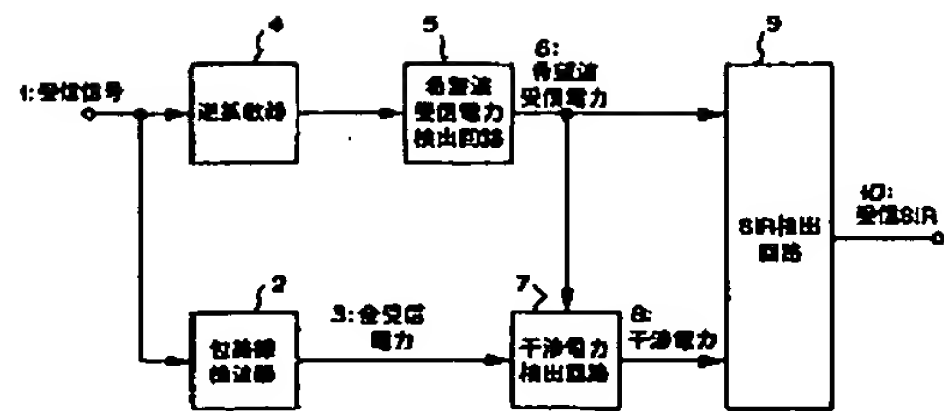 4
5
9
6:
希望波
受信電力
1:受信信号
逆拡散器
希望波
受信電力
検出回路
10:
受信SIR
SIR検出
回路
2
7
3:全受信
電力
8:
干渉電力
包絡線
検波器
干渉電力
検出回路